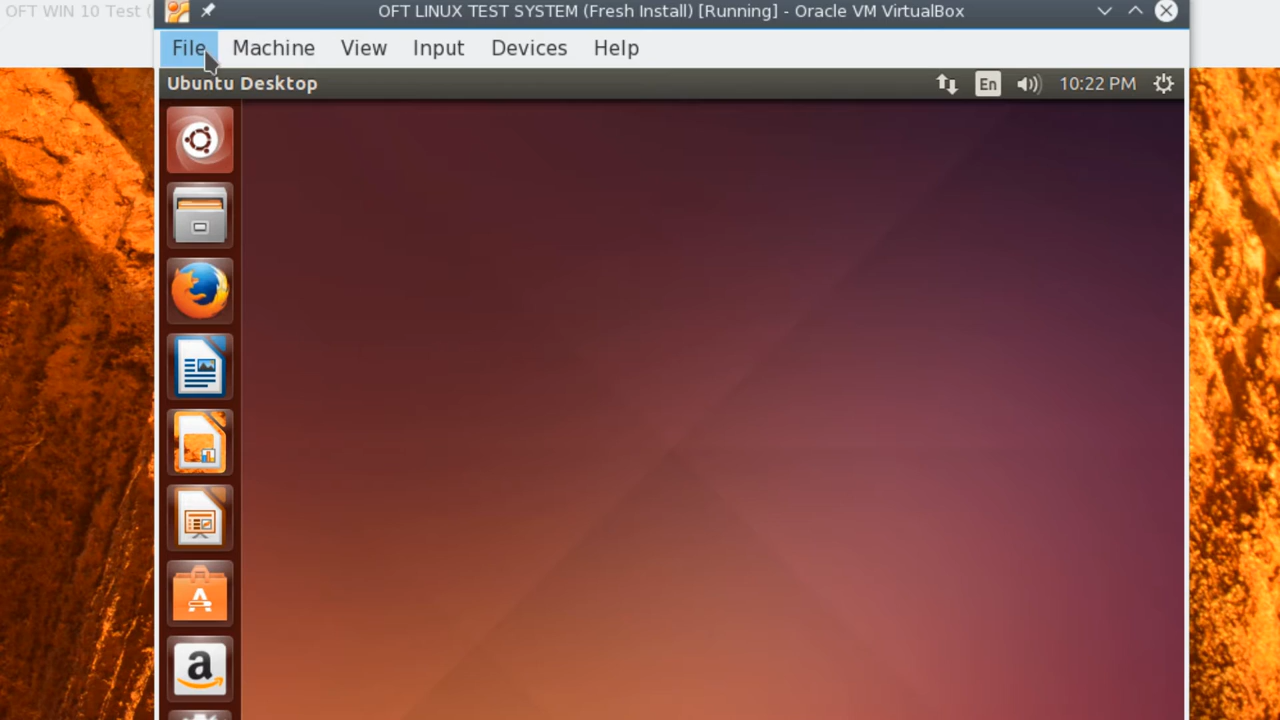 OFT WIN 10 Test (
OFT LINUX TEST SYSTEM (Fresh Install) [Running] - Oracle VM VirtualBox
File Machine View Input Devices Help
Ubuntu Desktop En 10:22 PM
A
a